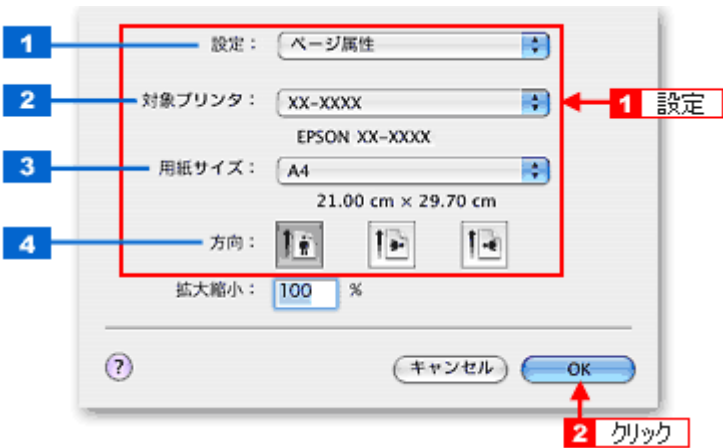 1 設定： ページ属性
2 対象プリンタ： XX-XXXX 1 設定
EPSON XX-XXXX
3 用紙サイズ： A4
21.00 cm × 29.70 cm
4 方向：
拡大縮小： 100 %
? キャンセル OK
2 クリック